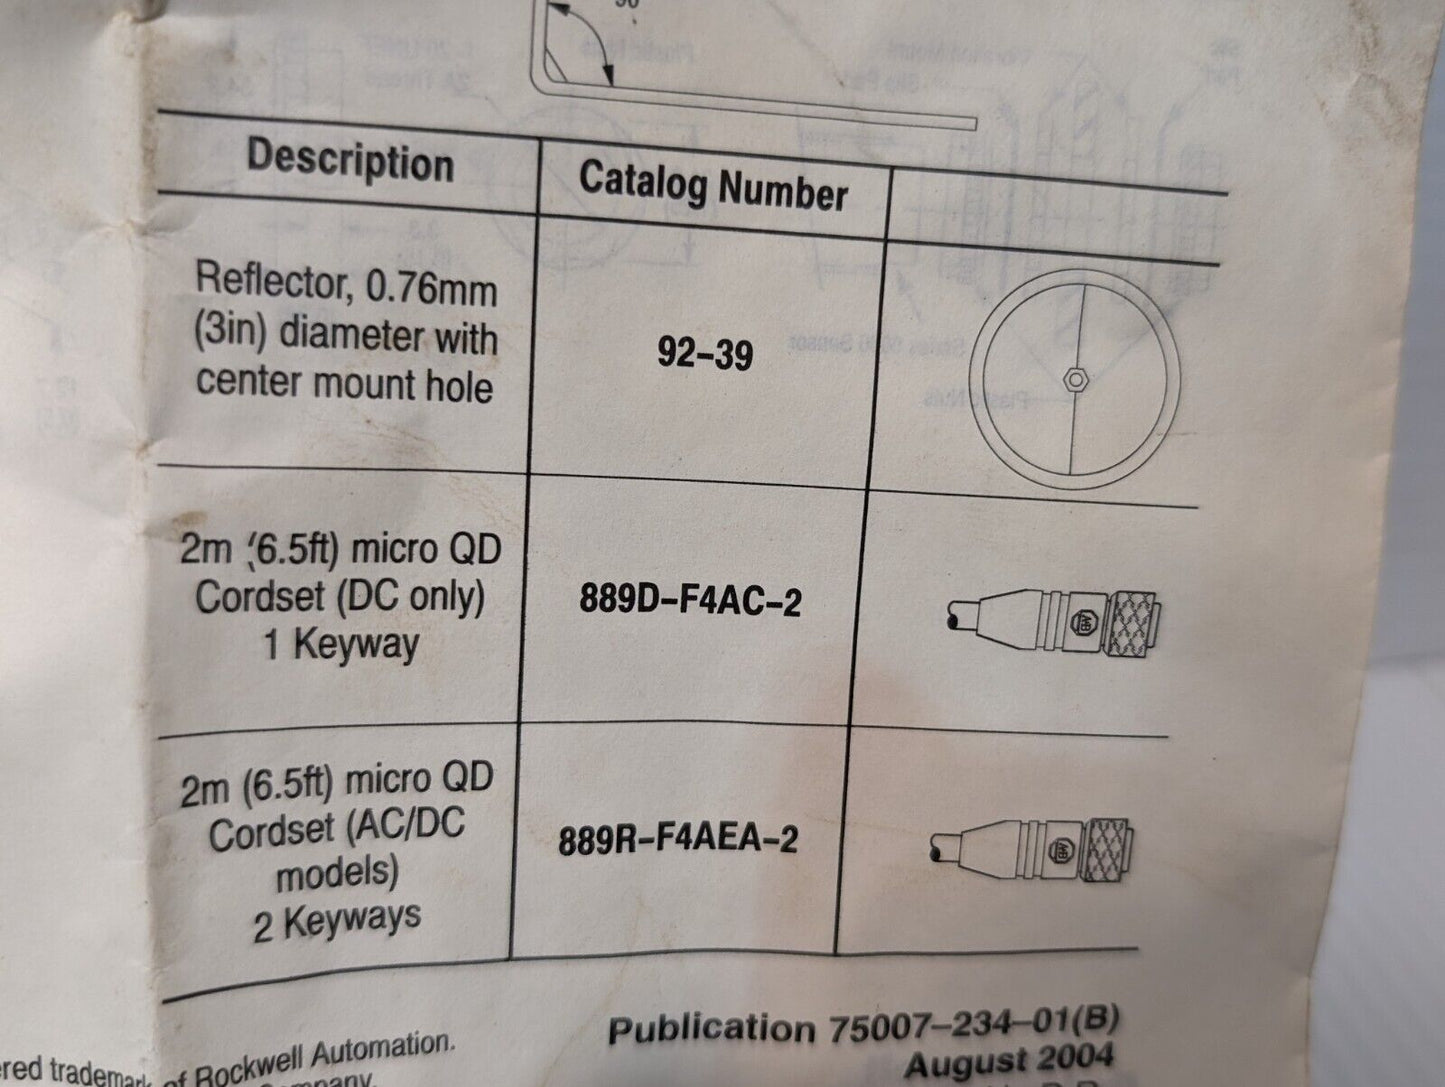 Description
Catalog Number
Reflector, 0.76mm
(3in) diameter with
center mount hole
92-39
2m (6.5ft) micro QD
Cordset (DC only)
1 Keyway
889D-F4AC-2
2m (6.5ft) micro QD
Cordset (AC/DC
models)
2 Keyways
889R-F4AEA-2
Publication 75007-234-01(B)
August 2004
of Rockwell Automation.